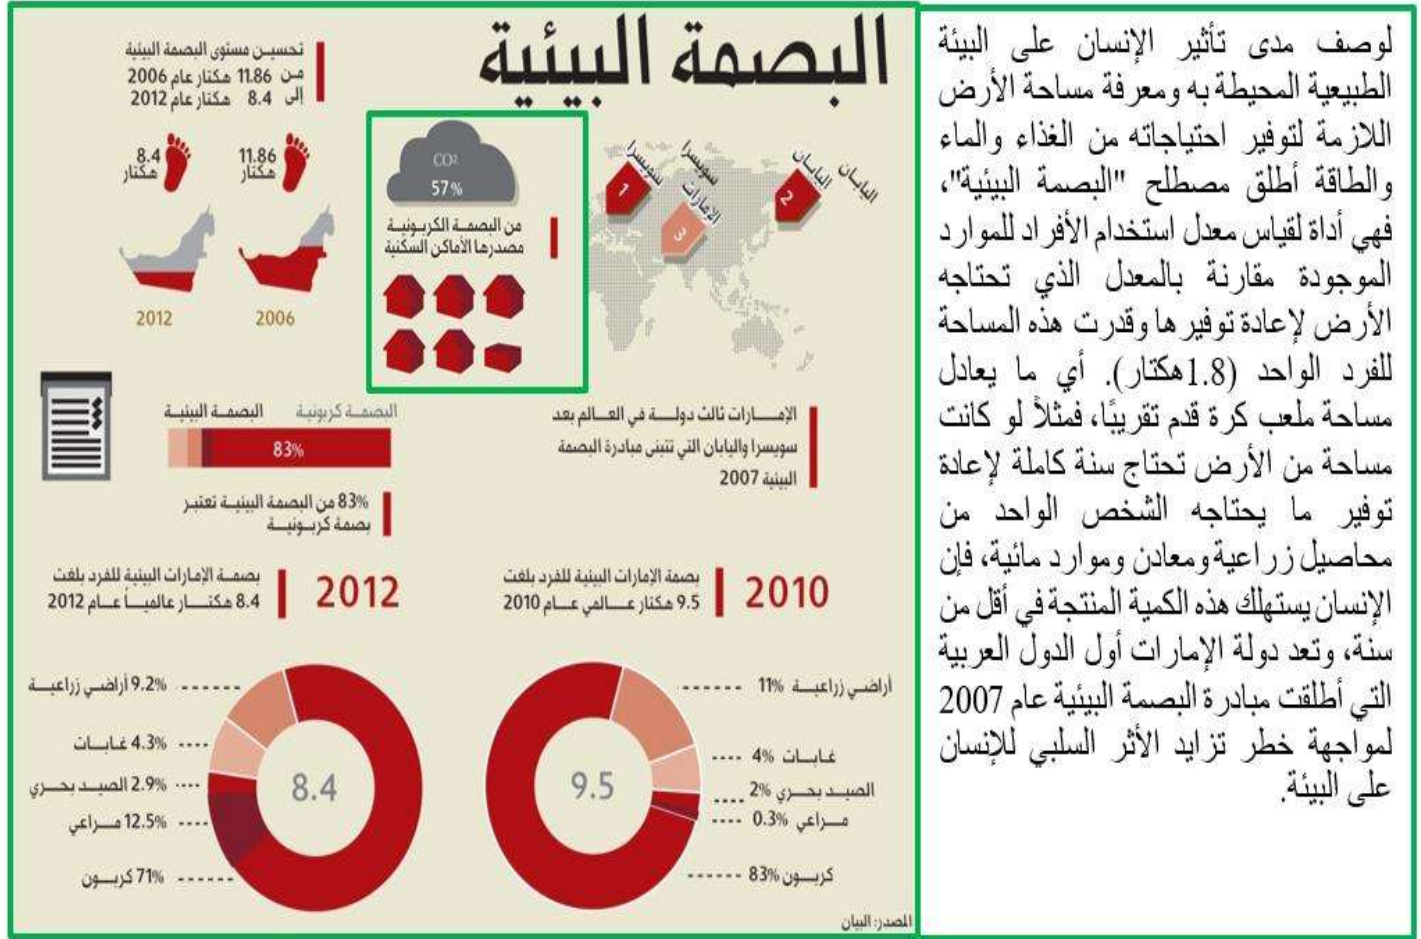 لوصف مدى تأثير الإنسان على البيئة
الطبيعية المحيطة به ومعرفة مساحة الأرض
اللازمة لتوفير احتياجاته من الغذاء والماء
والطاقة أطلق مصطلح "البصمة البيئية"،
فهي أداة لقياس معدل استخدام الأفراد للموارد
الموجودة مقارنة بالمعدل الذي تحتاجه
الأرض لإعادة توفيرها وقدرت هذه المساحة
للفرد الواحد (1.8هكتار). أي ما يعادل
مساحة ملعب كرة قدم تقريبًا، فمثلاً لو كانت
مساحة من الأرض تحتاج سنة كاملة لإعادة
توفير ما يحتاجه الشخص الواحد من
محاصيل زراعية ومعادن وموارد مائية، فإن
الإنسان يستهلك هذه الكمية المنتجة في أقل من
سنة، وتعد دولة الإمارات أول الدول العربية
التي أطلقت مبادرة البصمة البيئية عام 2007
لمواجهة خطر تزايد الأثر السلبي للإنسان
على البيئة.
البصمة البيئية
تحسين مستوى البصمة البيئية
من 11.86 هكتار عام 2006
إلى 8.4 هكتار عام 2012
11.86
هكتار
8.4
هكتار
2006
2012
CO²
57%
من البصمة الكربونية
مصدرها الأماكن السكنية
اليابان
اليابان
2
سويسرا
سويسرا
1
الإمارات
3
الإمارات ثالث دولة في العالم بعد
سويسرا واليابان التي تتبنى مبادرة البصمة
البيئية 2007
البصمة كربونية
البصمة البيئية
83%
83% من البصمة البيئية تعتبر
بصمة كربونية
2010
بصمة الإمارات البيئية للفرد بلغت
9.5 هكتار عالمي عام 2010
2012
بصمة الإمارات البيئية للفرد بلغت
8.4 هكتار عالمياً عام 2012
أراضي زراعية 11%
غابات 4%
الصيد بحري 2%
مراعي 0.3%
كربون 83%
9.5
9.2% أراضي زراعية
4.3% غابات
2.9% الصيد بحري
12.5% مراعي
71% كربون
8.4
المصدر: البيان